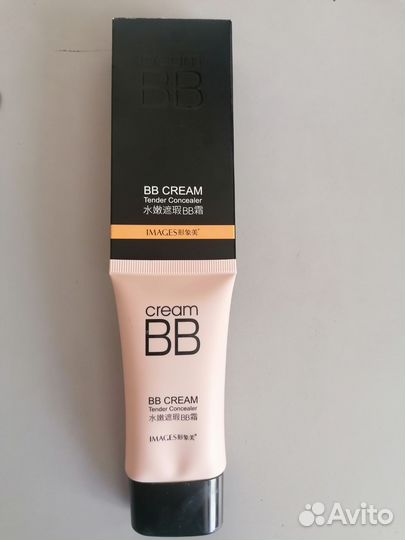 cream
BB
BB CREAM
Tender Concealer
水嫩遮瑕BB霜
IMAGES形象美®
cream
BB
BB CREAM
Tender Concealer
水嫩遮瑕BB霜
IMAGES形象美®
Avito